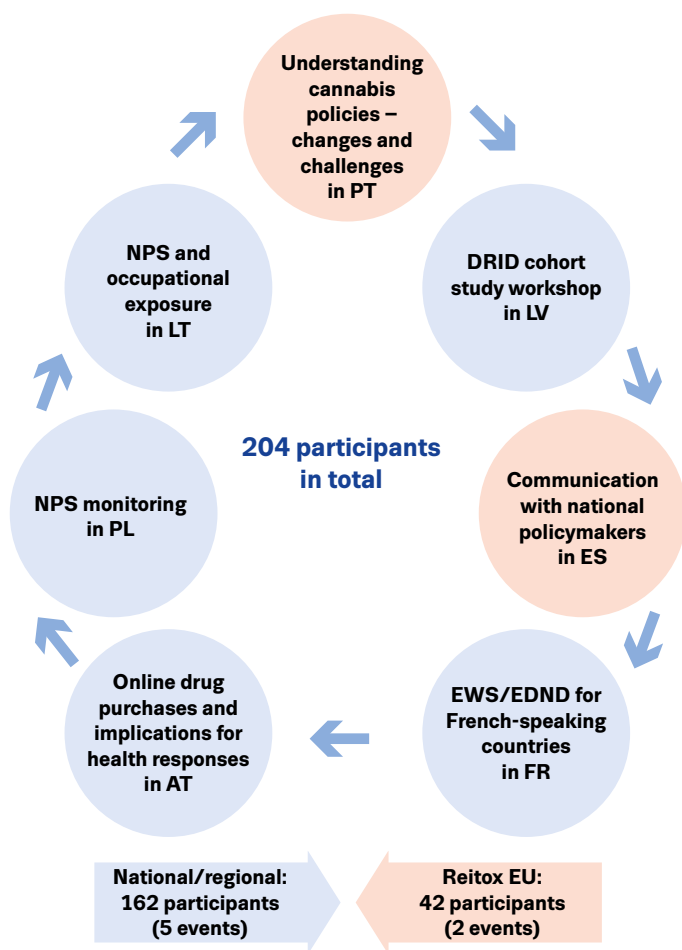 Understanding
cannabis
policies –
changes and
challenges
in PT
DRID cohort
study workshop
in LV
Communication
with national
policymakers
in ES
EWS/EDND for
French-speaking
countries
in FR
Online drug
purchases and
implications for
health responses
in AT
NPS monitoring
in PL
NPS and
occupational
exposure
in LT
204 participants
in total
National/regional:
162 participants
(5 events)
Reitox EU:
42 participants
(2 events)